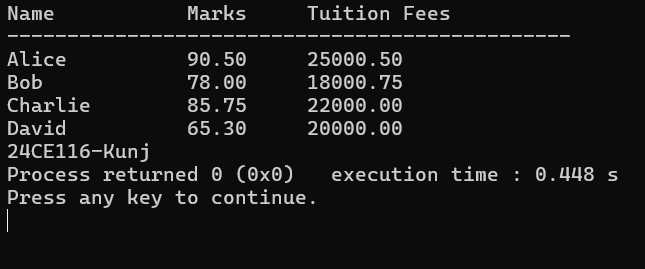 Name           Marks     Tuition Fees
-----------------------------------------------
Alice          90.50     25000.50
Bob            78.00     18000.75
Charlie        85.75     22000.00
David          65.30     20000.00
24CE116-Kunj
Process returned 0 (0x0)   execution time : 0.448 s
Press any key to continue.